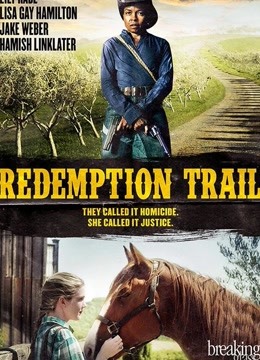 LISA GAY HAMILTON
JAKE WEBER
HAMISH LINKLATER
REDEMPTION TRAIL
THEY CALLED IT HOMICIDE.
SHE CALLED IT JUSTICE.
breaking